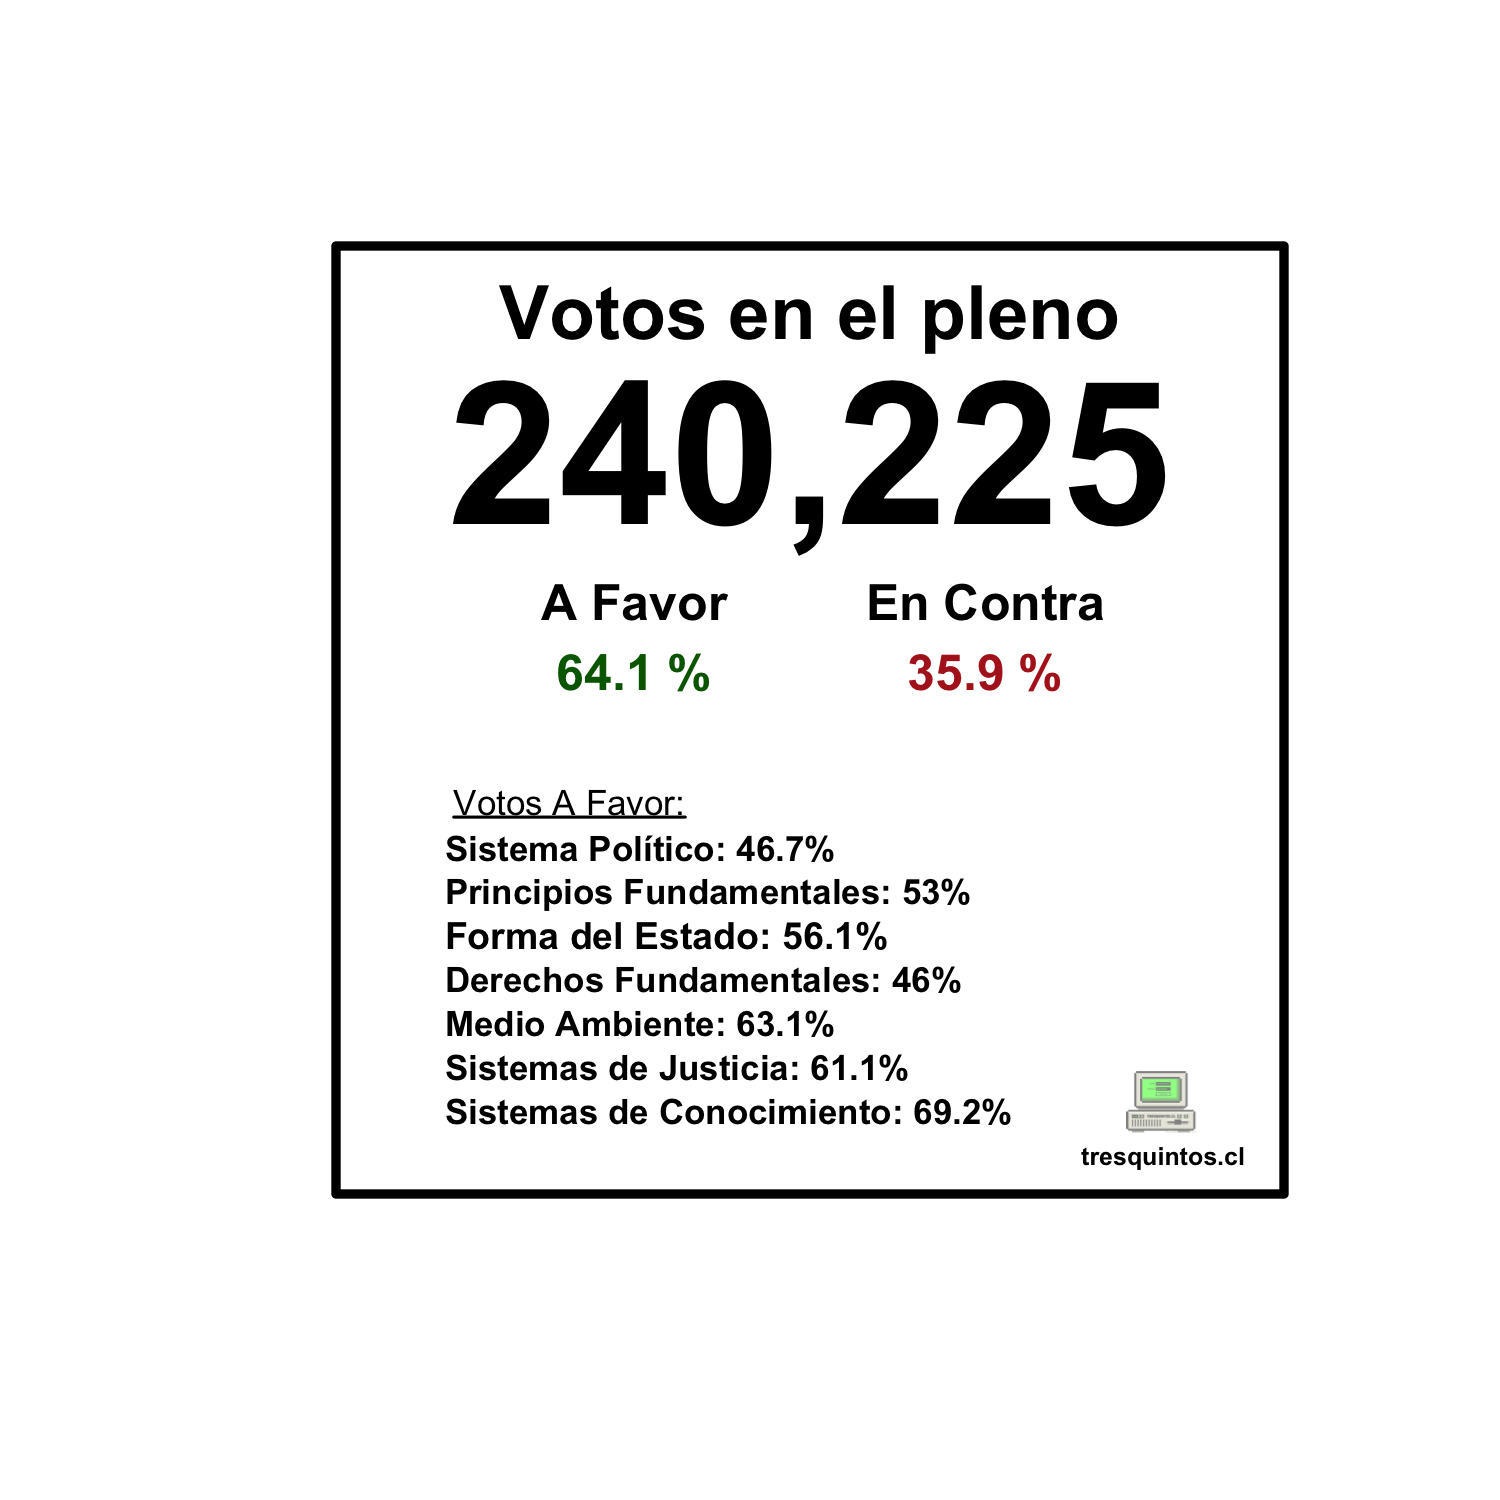 Votos en el pleno
240,225
A Favor En Contra
64.1 % 35.9 %
Votos A Favor:
Sistema Político: 46.7%
Principios Fundamentales: 53%
Forma del Estado: 56.1%
Derechos Fundamentales: 46%
Medio Ambiente: 63.1%
Sistemas de Justicia: 61.1%
Sistemas de Conocimiento: 69.2%
tresquintos.cl